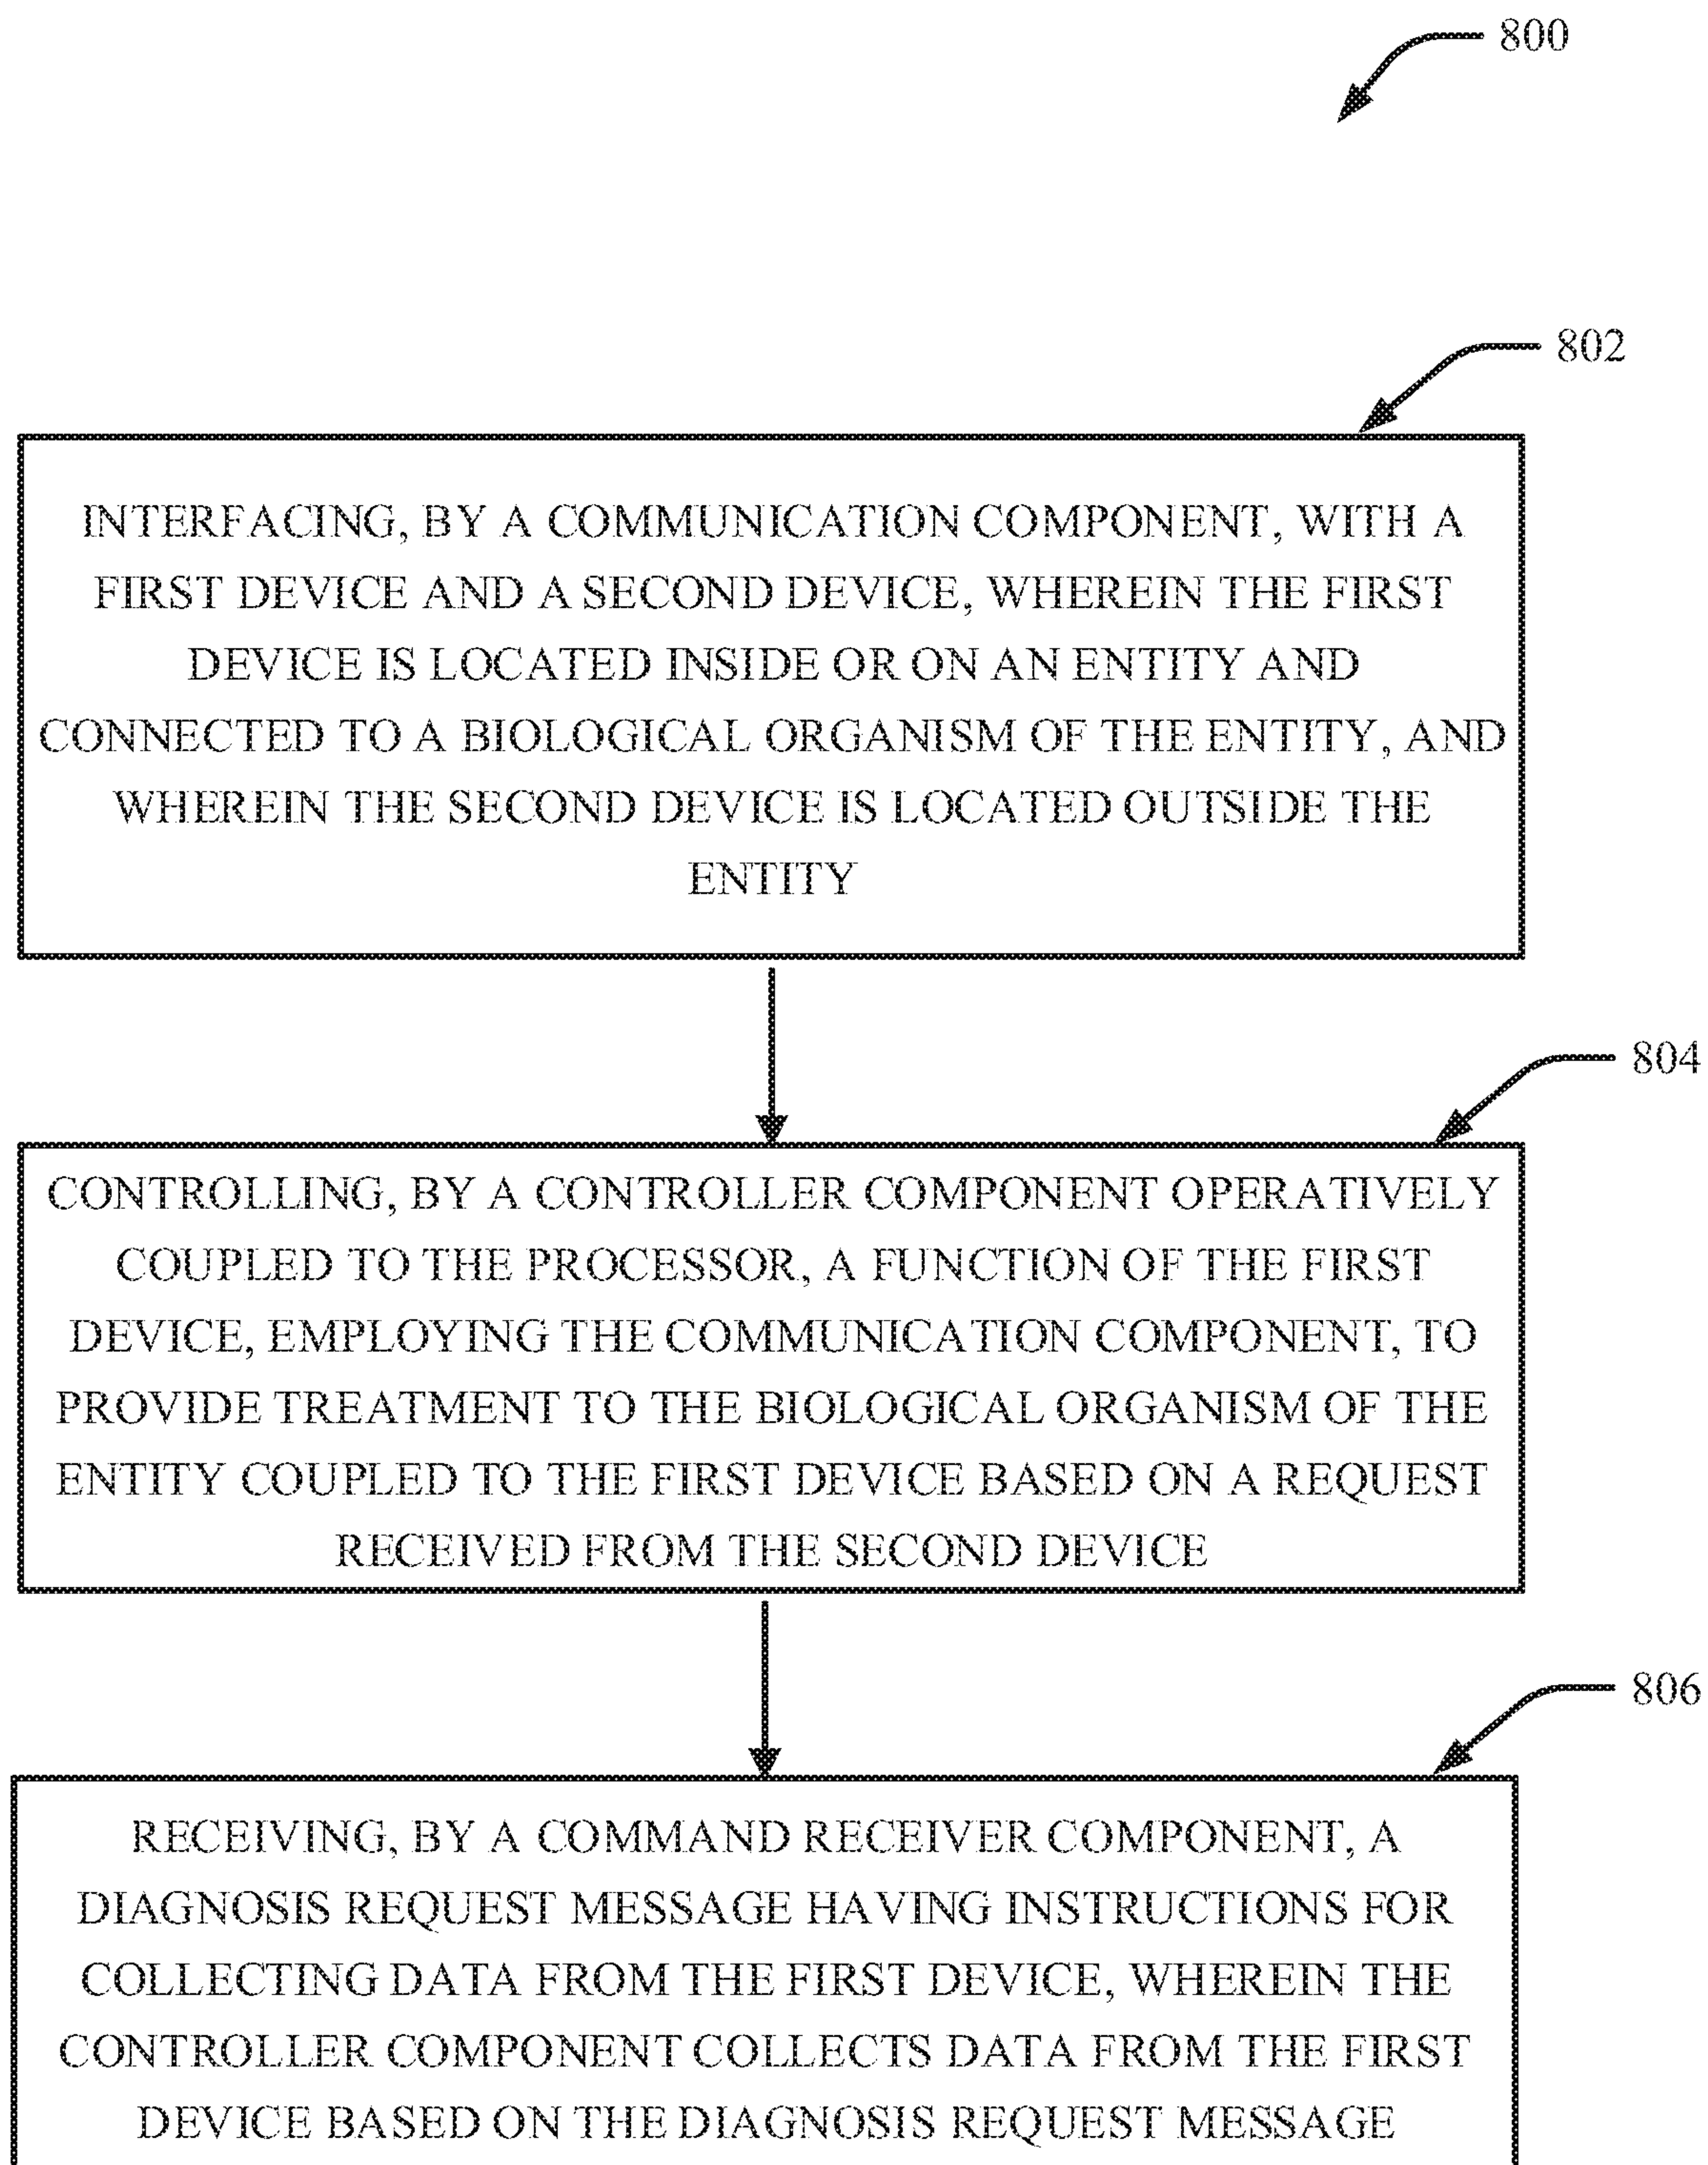 800
802
INTERFACING, BY A COMMUNICATION COMPONENT, WITH A
FIRST DEVICE AND A SECOND DEVICE, WHEREIN THE FIRST
DEVICE IS LOCATED INSIDE OR ON AN ENTITY AND
CONNECTED TO A BIOLOGICAL ORGANISM OF THE ENTITY, AND
WHEREIN THE SECOND DEVICE IS LOCATED OUTSIDE THE
ENTITY
804
CONTROLLING, BY A CONTROLLER COMPONENT OPERATIVELY
COUPLED TO THE PROCESSOR, A FUNCTION OF THE FIRST
DEVICE, EMPLOYING THE COMMUNICATION COMPONENT, TO
PROVIDE TREATMENT TO THE BIOLOGICAL ORGANISM OF THE
ENTITY COUPLED TO THE FIRST DEVICE BASED ON A REQUEST
RECEIVED FROM THE SECOND DEVICE
806
RECEIVING, BY A COMMAND RECEIVER COMPONENT, A
DIAGNOSIS REQUEST MESSAGE HAVING INSTRUCTIONS FOR
COLLECTING DATA FROM THE FIRST DEVICE, WHEREIN THE
CONTROLLER COMPONENT COLLECTS DATA FROM THE FIRST
DEVICE BASED ON THE DIAGNOSIS REQUEST MESSAGE